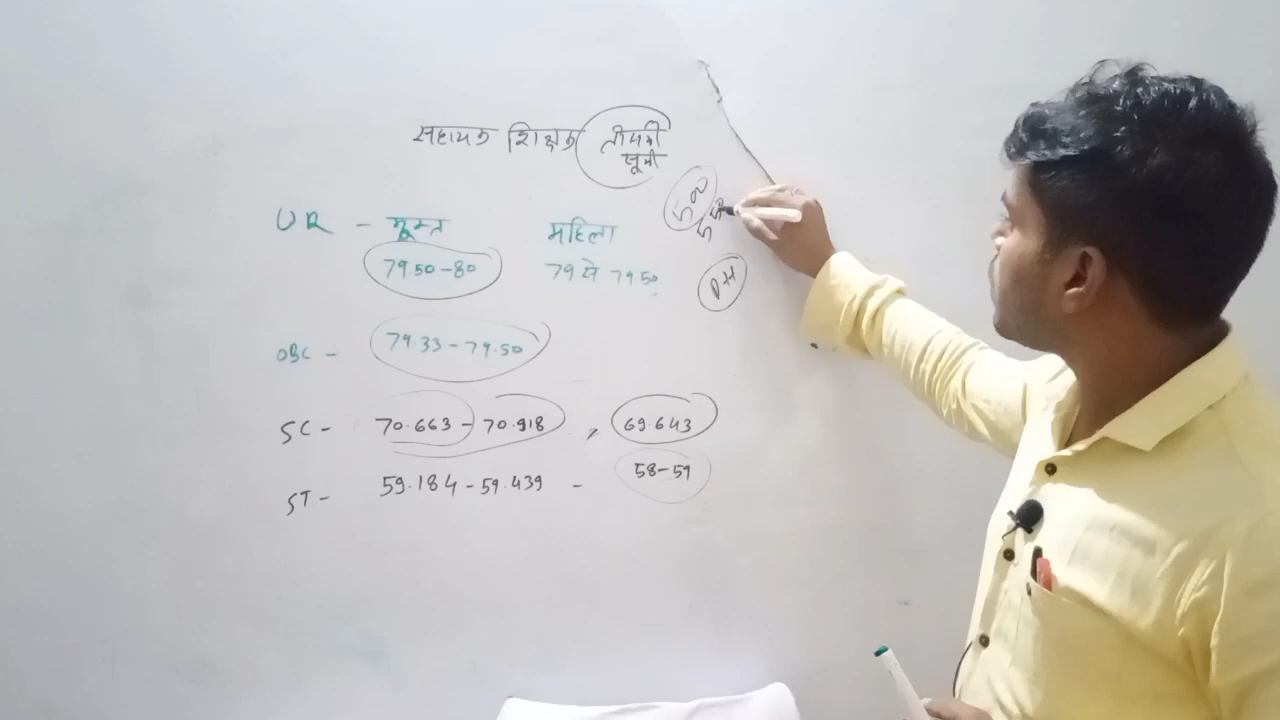 सहायक शिक्षक तीसरी
सूची
UR - मुक्त महिला
79.50-80 79 से 79.50
OBC - 79.33-79.50
SC - 70.663 - 70.918 , 69.643
ST - 59.184 - 59.439 - 58-59